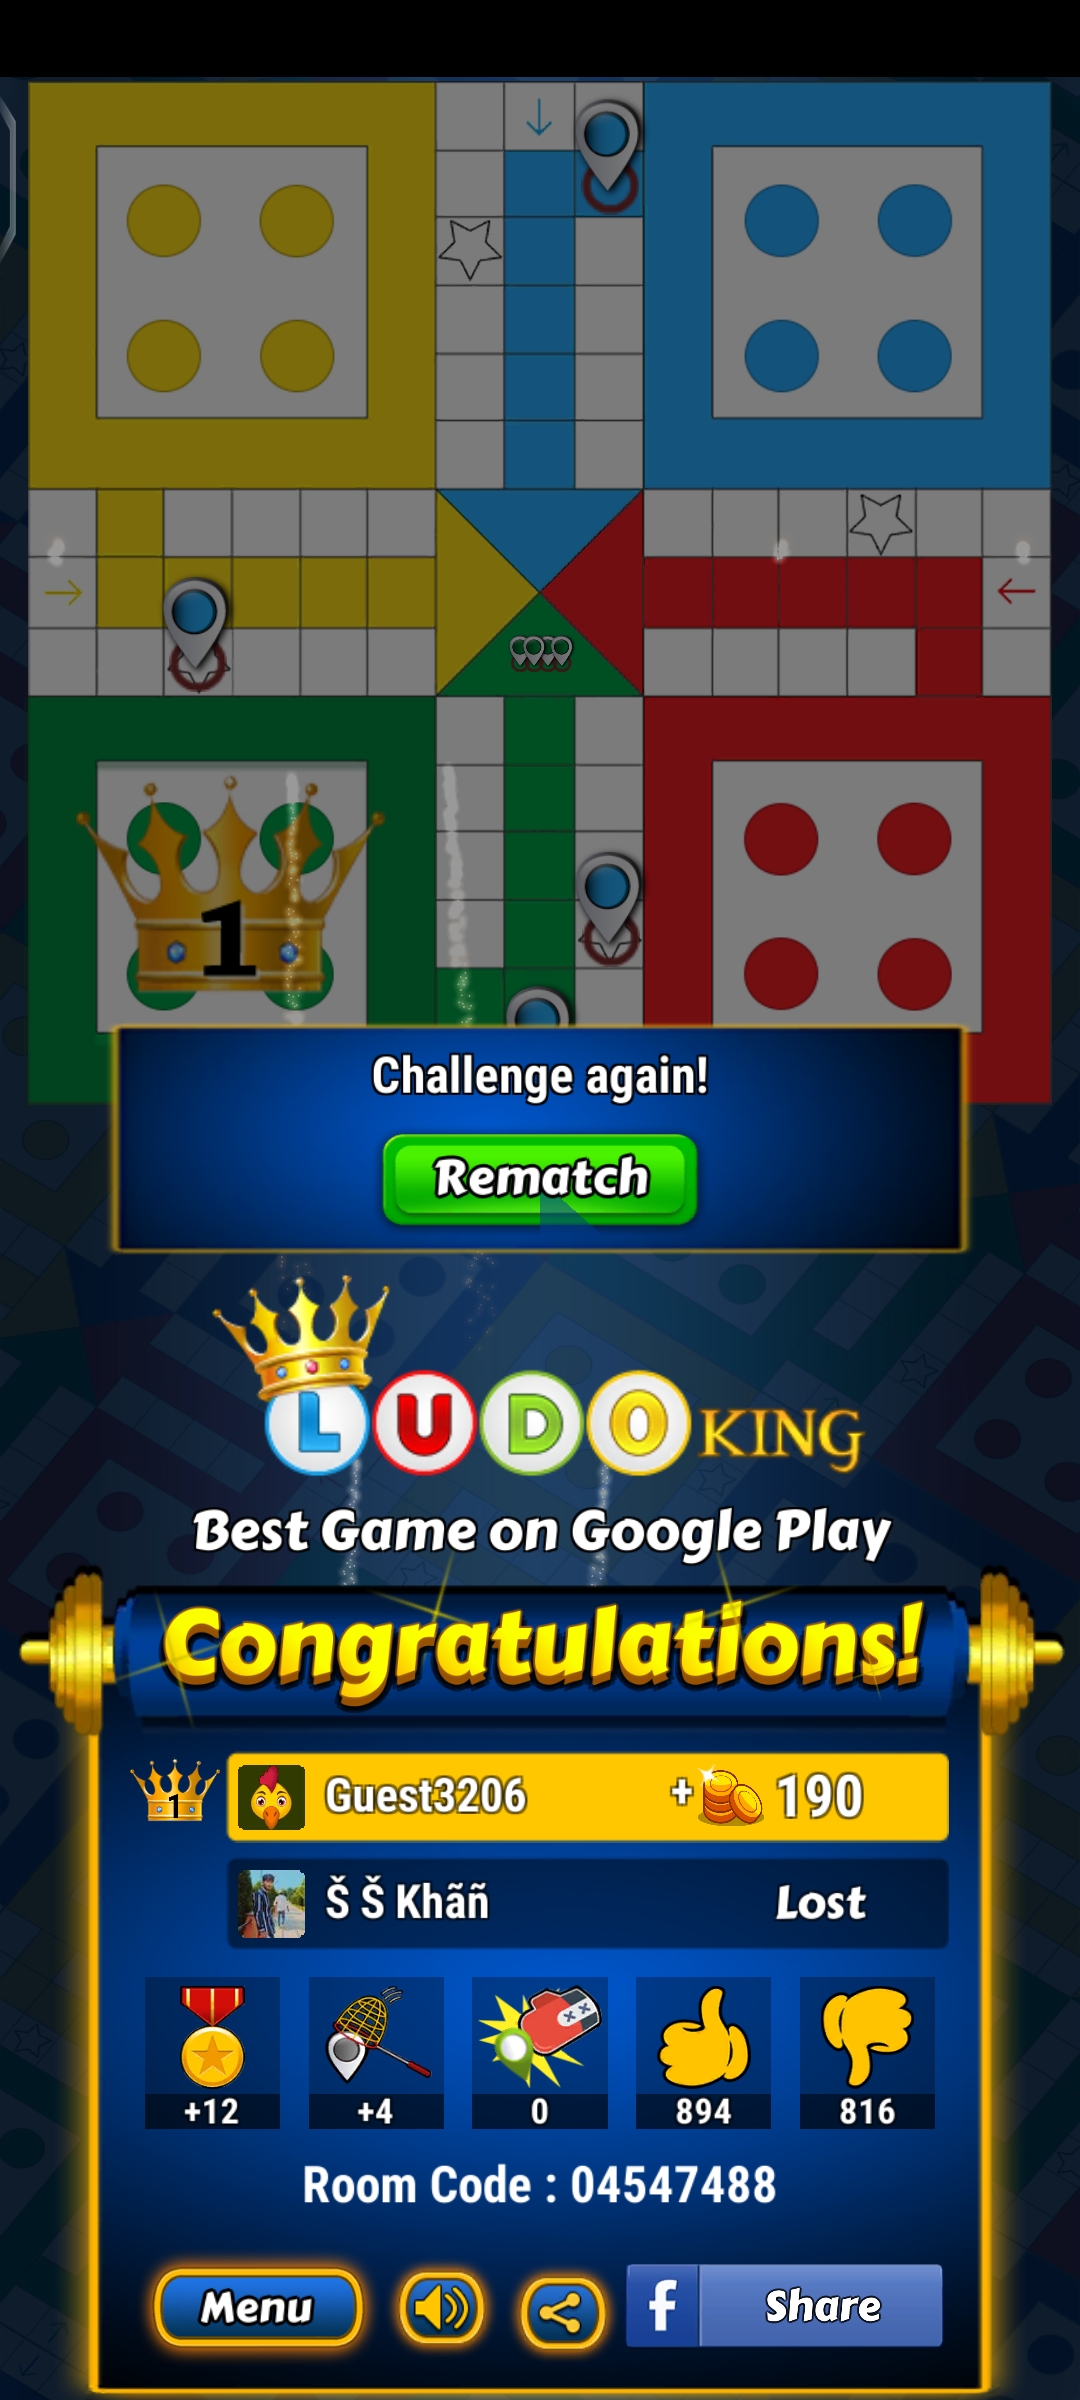 1
Challenge again!
Rematch
LUDO KING
Best Game on Google Play
Congratulations!
1 Guest3206 + 190
Š Š Khãñ Lost
+12 +4 0 894 816
Room Code : 04547488
Menu f Share